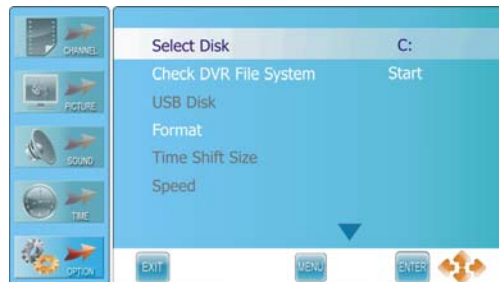 CHANNEL
PICTURE
SOUND
TIME
OPTION
Select Disk C:
Check DVR File System Start
USB Disk
Format
Time Shift Size
Speed
EXIT MENU ENTER